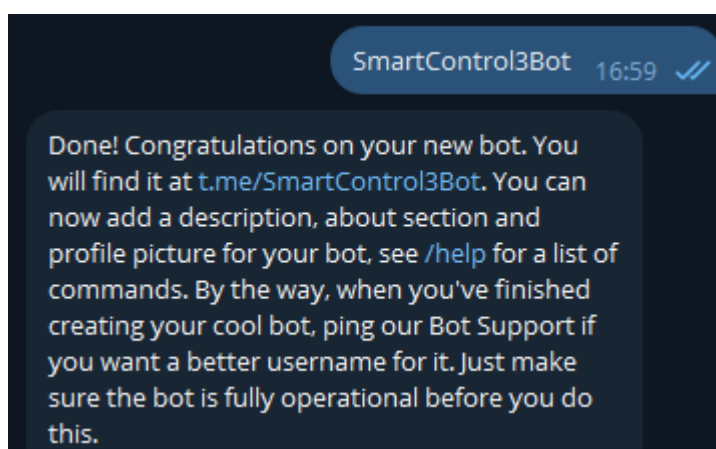 SmartControl3Bot 16:59
Done! Congratulations on your new bot. You
will find it at t.me/SmartControl3Bot. You can
now add a description, about section and
profile picture for your bot, see /help for a list of
commands. By the way, when you've finished
creating your cool bot, ping our Bot Support if
you want a better username for it. Just make
sure the bot is fully operational before you do
this.